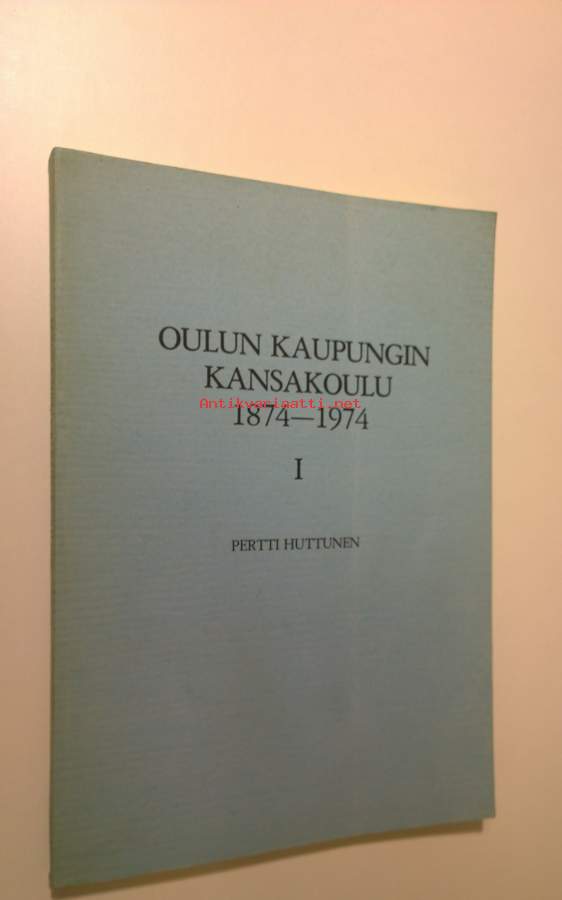 OULUN KAUPUNGIN
KANSAKOULU
Antikvariaatti.net
1874—1974
I
PERTTI HUTTUNEN